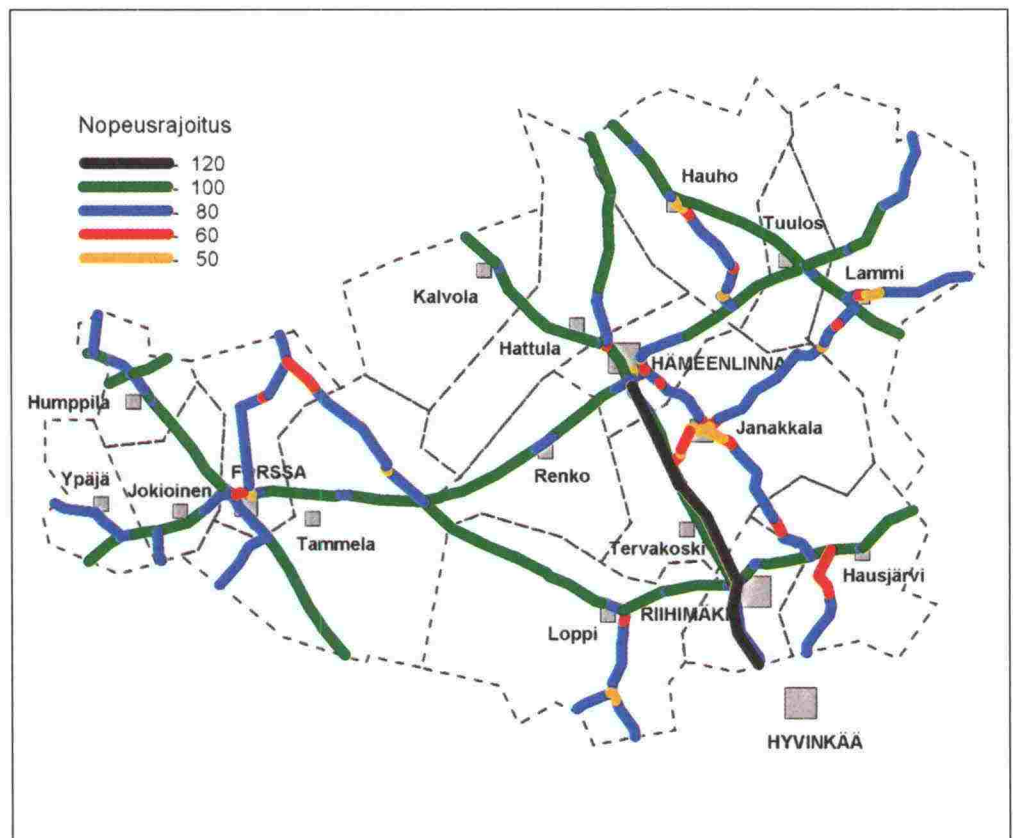 Nopeusrajoitus
120
100
80
60
50
Hauho
Tuulos
Kalvola
Lammi
Hattula
HÄMEENLINNA
Humppila
Janakkala
Renko
Ypäjä
Jokioinen
FORSSA
Tammela
Tervakoski
Hausjärvi
Loppi
RIIHIMÄKI
HYVINKÄÄ